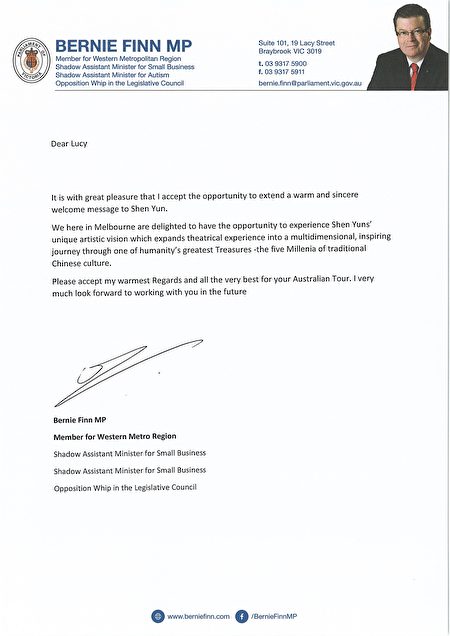 PARLIAMENT OF VICTORIA
BERNIE FINN MP
Member for Western Metropolitan Region
Shadow Assistant Minister for Small Business
Shadow Assistant Minister for Autism
Opposition Whip in the Legislative Council
Suite 101, 19 Lacy Street
Braybrook VIC 3019
t. 03 9317 5900
f. 03 9317 5911
bernie.finn@parliament.vic.gov.au
Dear Lucy
It is with great pleasure that I accept the opportunity to extend a warm and sincere
welcome message to Shen Yun.
We here in Melbourne are delighted to have the opportunity to experience Shen Yuns’
unique artistic vision which expands theatrical experience into a multidimensional, inspiring
journey through one of humanity’s greatest Treasures -the five Millenia of traditional
Chinese culture.
Please accept my warmest Regards and all the very best for your Australian Tour. I very
much look forward to working with you in the future
Bernie Finn MP
Member for Western Metro Region
Shadow Assistant Minister for Small Business
Shadow Assistant Minister for Small Business
Opposition Whip in the Legislative Council
www.berniefinn.com
/BernieFinnMP